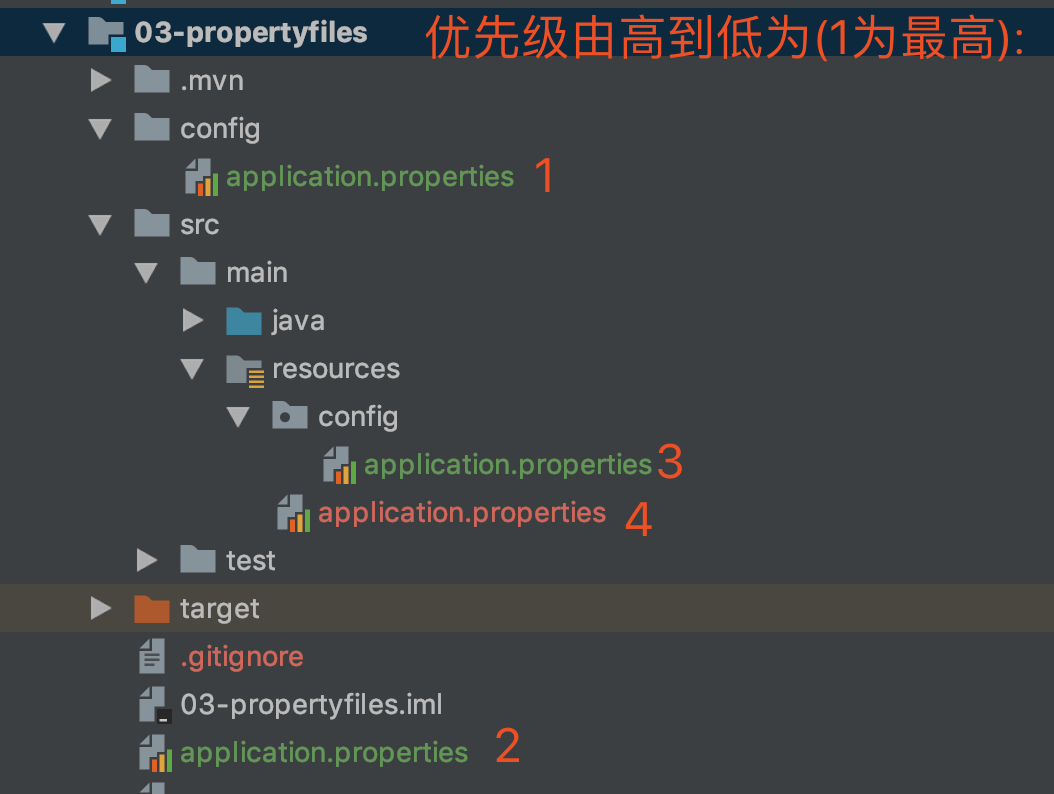 03-propertyfiles 优先级由高到低为(1为最高):
.mvn
config
application.properties 1
src
main
java
resources
config
application.properties 3
application.properties 4
test
target
.gitignore
03-propertyfiles.iml
application.properties 2